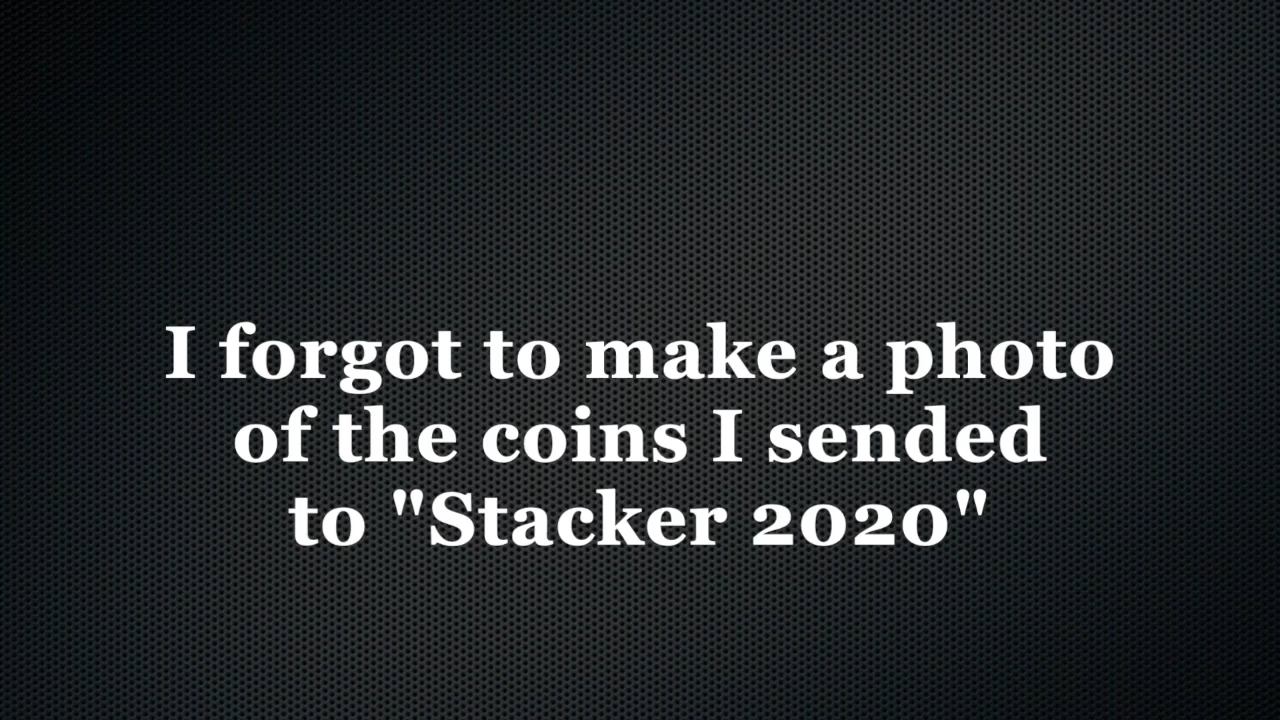 I forgot to make a photo
of the coins I sended
to "Stacker 2020"